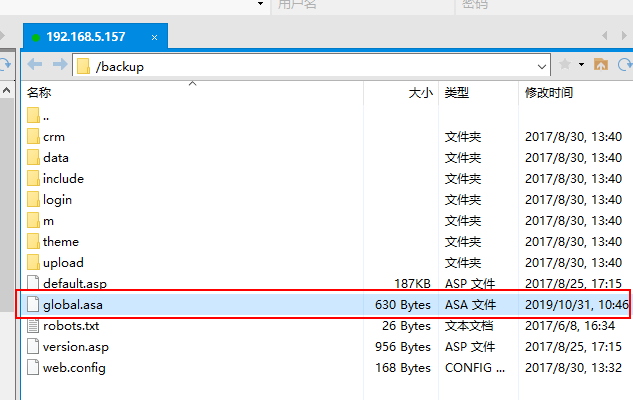 用户名 密码
192.168.5.157 ×
/backup
名称 大小 类型 修改时间
..
crm 文件夹 2017/8/30, 13:40
data 文件夹 2017/8/30, 13:40
include 文件夹 2017/8/30, 13:40
login 文件夹 2017/8/30, 13:40
m 文件夹 2017/8/30, 13:40
theme 文件夹 2017/8/30, 13:40
upload 文件夹 2017/8/30, 13:40
default.asp 187KB ASP 文件 2017/8/25, 17:15
global.asa 630 Bytes ASA 文件 2019/10/31, 10:46
robots.txt 26 Bytes 文本文档 2017/6/8, 16:34
version.asp 956 Bytes ASP 文件 2017/8/25, 17:15
web.config 168 Bytes CONFIG ... 2017/8/30, 13:32